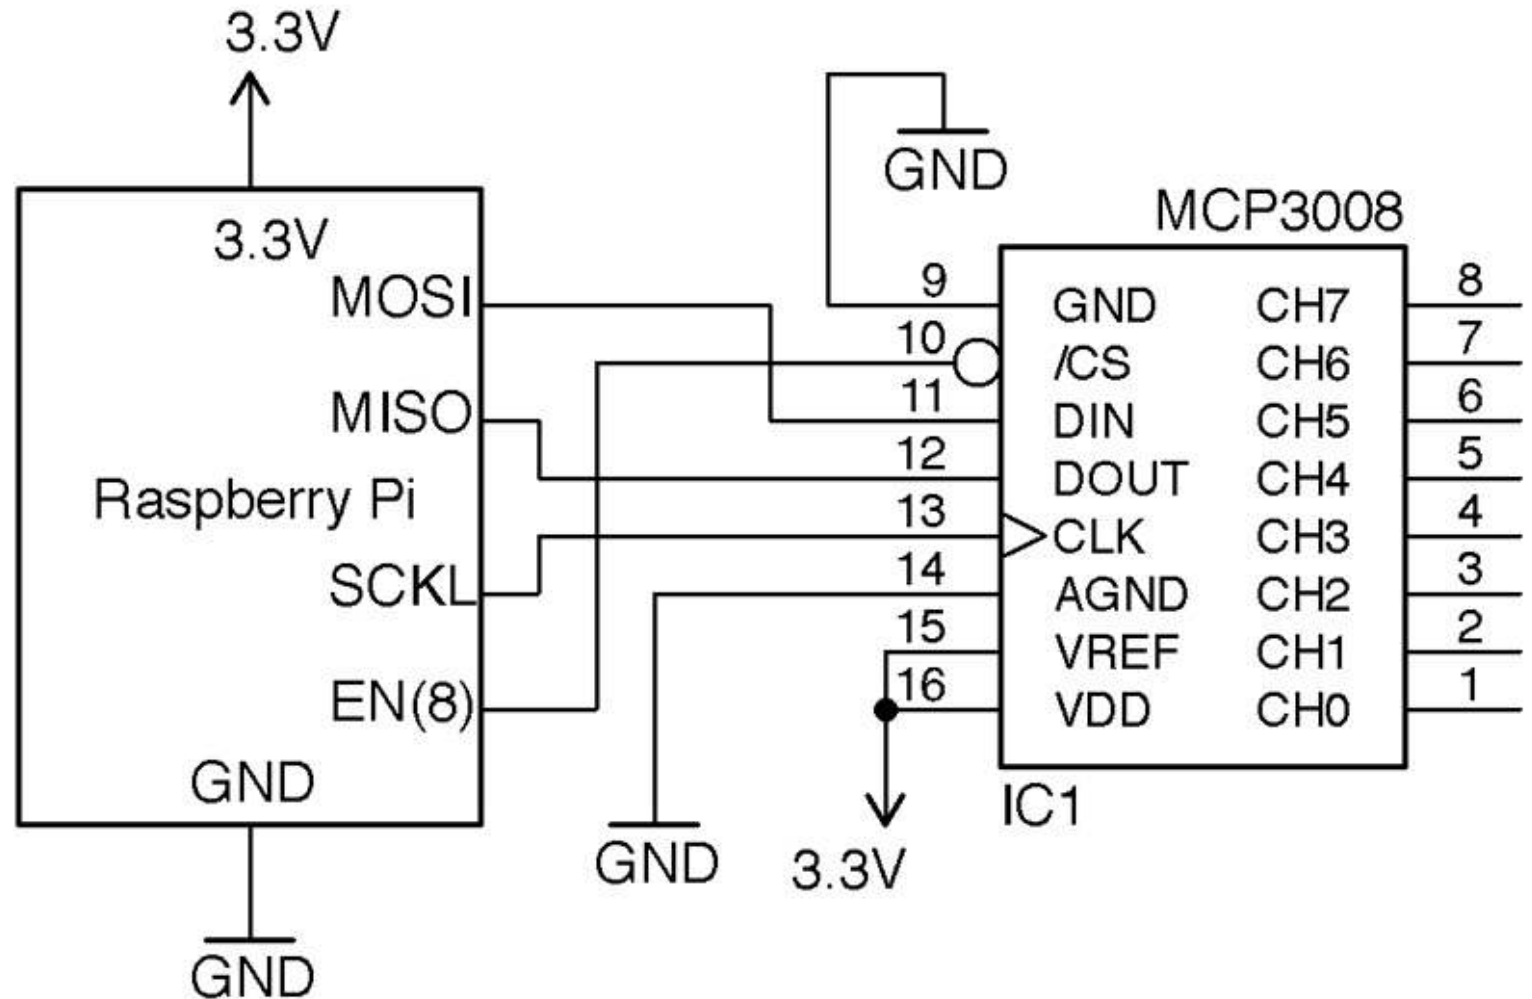 3.3V
3.3V
MOSI
MISO
Raspberry Pi
SCKL
EN(8)
GND
GND
GND
GND
3.3V
MCP3008
9 GND CH7 8
10 /CS CH6 7
11 DIN CH5 6
12 DOUT CH4 5
13 CLK CH3 4
14 AGND CH2 3
15 VREF CH1 2
16 VDD CH0 1
IC1